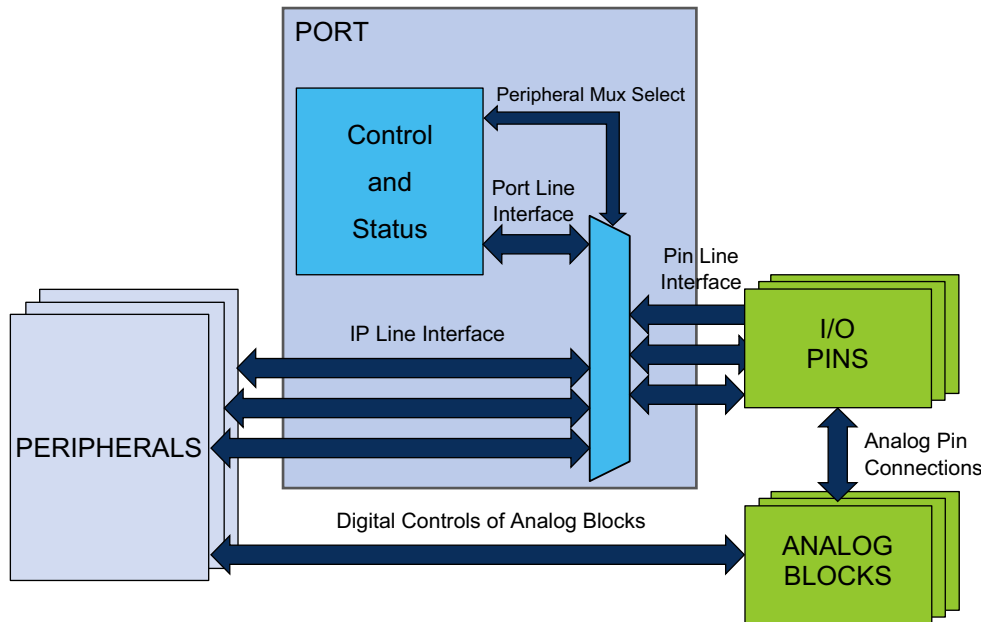 PORT
Peripheral Mux Select
Control
and
Status
Port Line
Interface
Pin Line
Interface
I/O
PINS
IP Line Interface
PERIPHERALS
Analog Pin
Connections
Digital Controls of Analog Blocks
ANALOG
BLOCKS